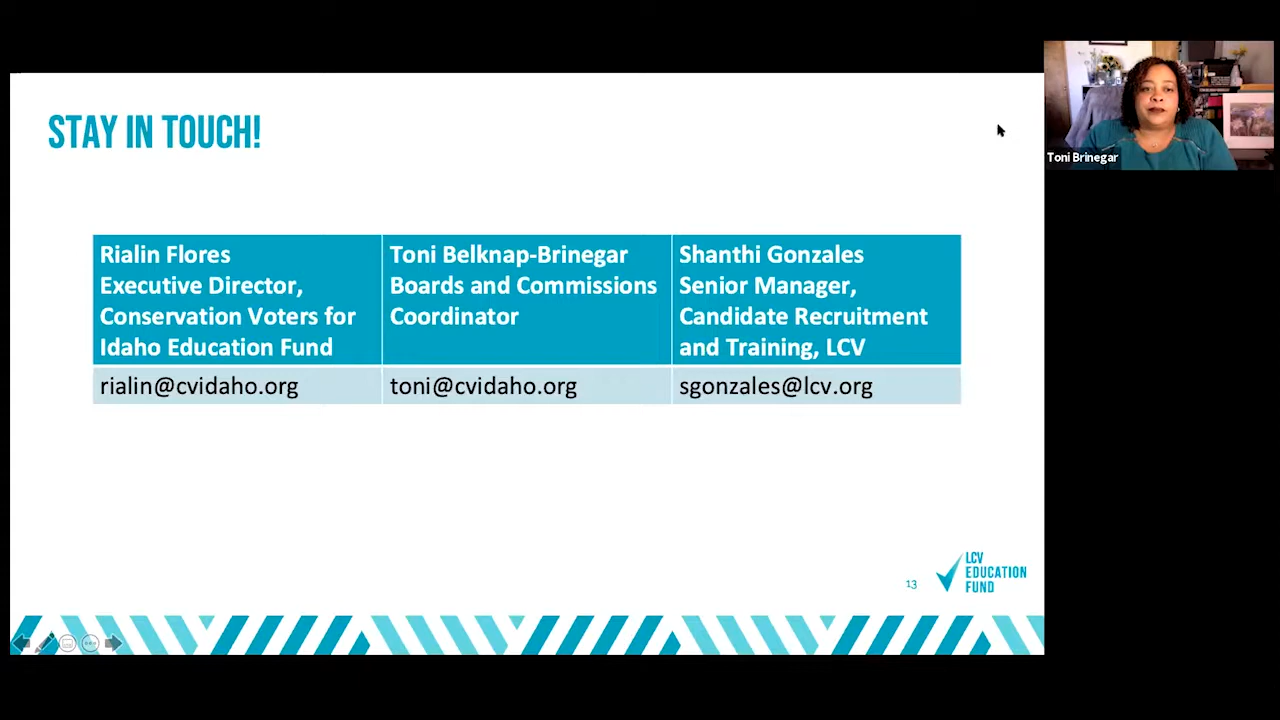 STAY IN TOUCH!
Toni Brinegar
Rialin Flores
Executive Director,
Conservation Voters for
Idaho Education Fund
Toni Belknap-Brinegar
Boards and Commissions
Coordinator
Shanthi Gonzales
Senior Manager,
Candidate Recruitment
and Training, LCV
rialin@cvidaho.org
toni@cvidaho.org
sgonzales@lcv.org
13
LCV
EDUCATION
FUND